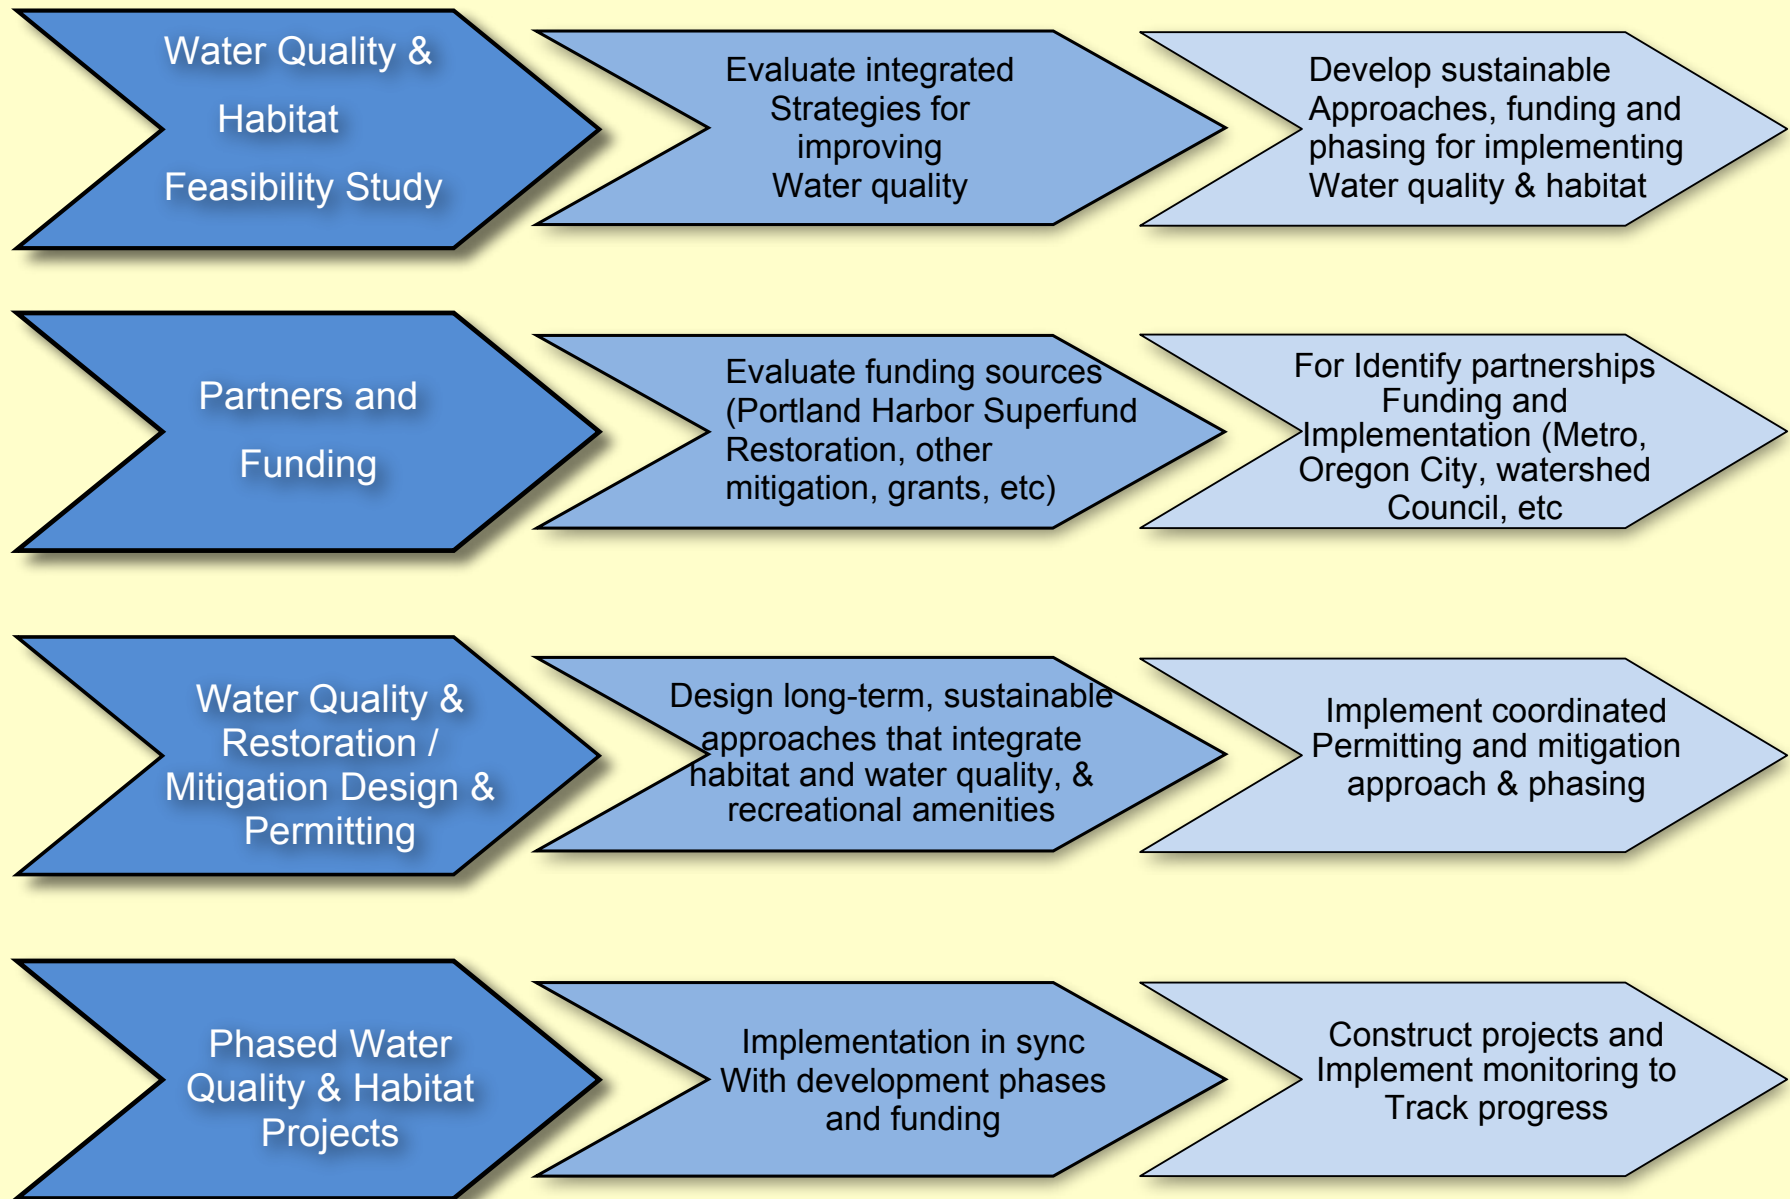 Water Quality &
Habitat
Feasibility Study
Evaluate integrated
Strategies for
improving
Water quality
Develop sustainable
Approaches, funding and
phasing for implementing
Water quality & habitat
Partners and
Funding
Evaluate funding sources
(Portland Harbor Superfund
Restoration, other
mitigation, grants, etc)
For Identify partnerships
Funding and
Implementation (Metro,
Oregon City, watershed
Council, etc
Water Quality &
Restoration /
Mitigation Design &
Permitting
Design long-term, sustainable
approaches that integrate
habitat and water quality, &
recreational amenities
Implement coordinated
Permitting and mitigation
approach & phasing
Phased Water
Quality & Habitat
Projects
Implementation in sync
With development phases
and funding
Construct projects and
Implement monitoring to
Track progress